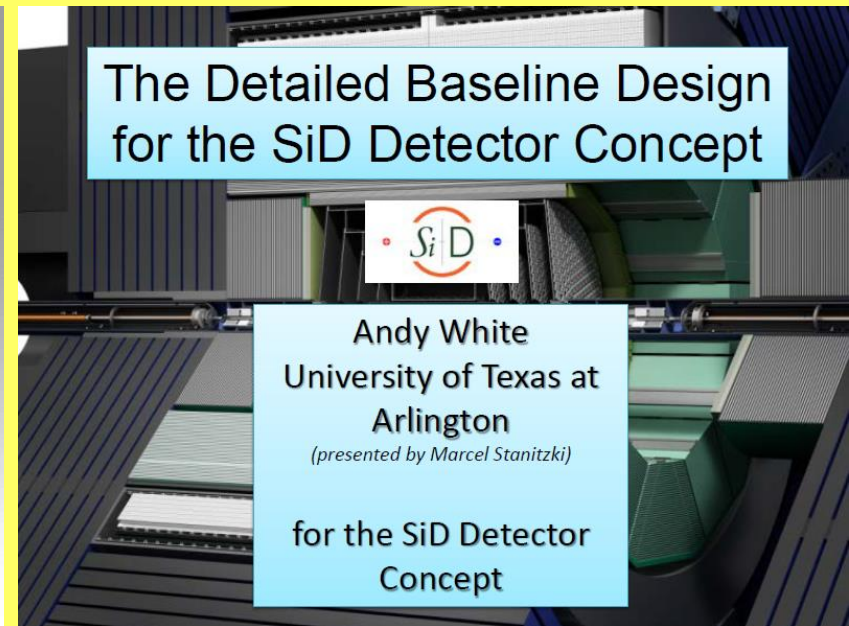 The Detailed Baseline Design
for the SiD Detector Concept
SiD
Andy White
University of Texas at
Arlington
(presented by Marcel Stanitzki)
for the SiD Detector
Concept